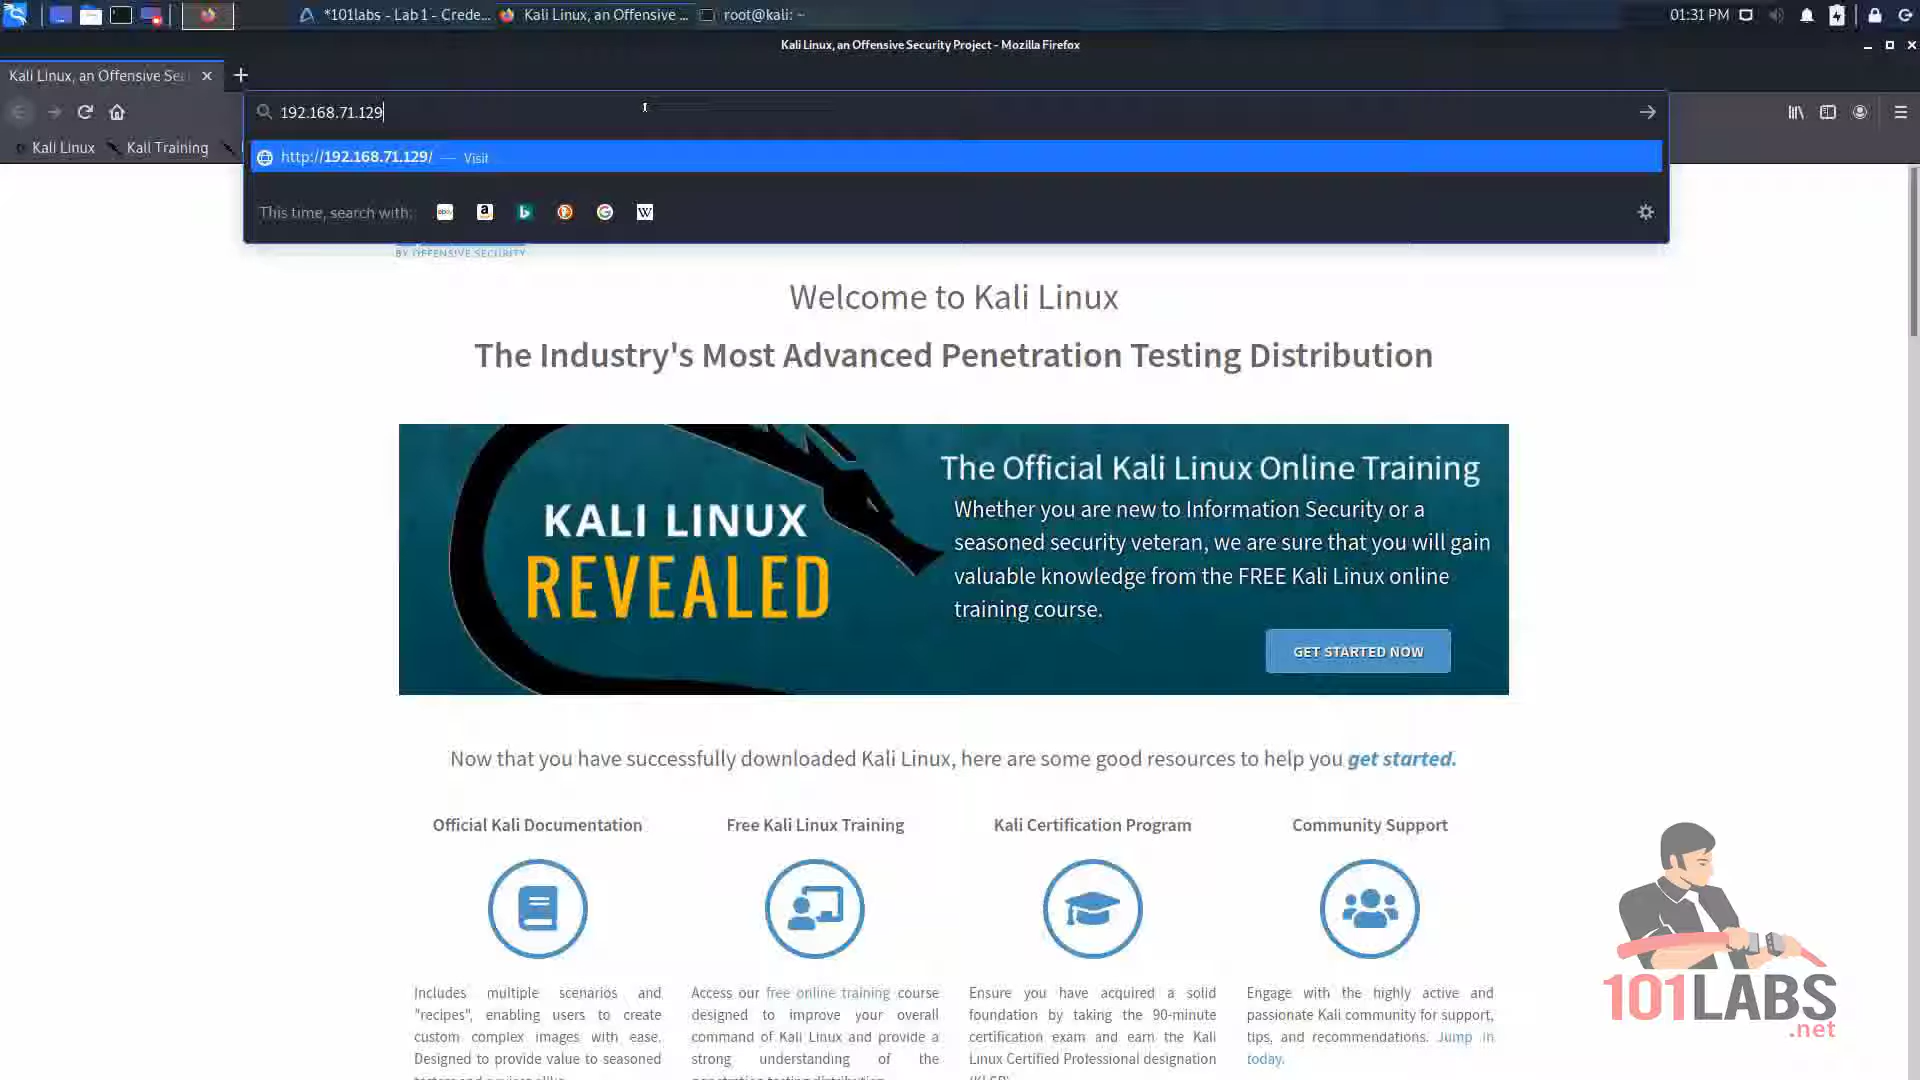 *101labs - Lab 1 - Crede...
Kali Linux, an Offensive ...
root@kali: ~
01:31 PM
Kali Linux, an Offensive Security Project - Mozilla Firefox
Kali Linux, an Offensive Sec
192.168.71.129
Kali Linux
Kali Training
http://192.168.71.129/ — Visit
This time, search with:
BY OFFENSIVE SECURITY
Welcome to Kali Linux
The Industry's Most Advanced Penetration Testing Distribution
KALI LINUX
REVEALED
The Official Kali Linux Online Training
Whether you are new to Information Security or a
seasoned security veteran, we are sure that you will gain
valuable knowledge from the FREE Kali Linux online
training course.
GET STARTED NOW
Now that you have successfully downloaded Kali Linux, here are some good resources to help you get started.
Official Kali Documentation
Includes multiple scenarios and
"recipes", enabling users to create
custom complex images with ease.
Designed to provide value to seasoned
Free Kali Linux Training
Access our free online training course
designed to improve your overall
command of Kali Linux and provide a
strong understanding of the
penetration testing distribution
Kali Certification Program
Ensure you have acquired a solid
foundation by taking the 90-minute
certification exam and earn the Kali
Linux Certified Professional designation
Community Support
Engage with the highly active and
passionate Kali community for support,
tips, and recommendations. Jump in
today.
101LABS
.net